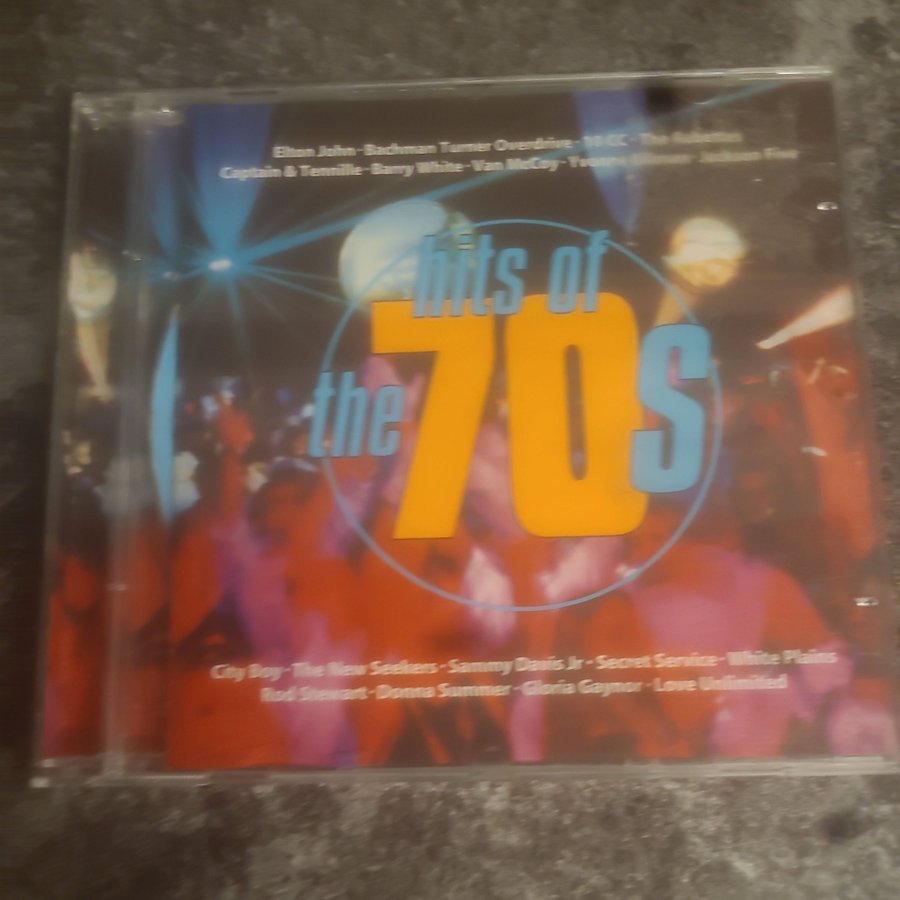 Elton John · Bachman Turner Overdrive · 10 CC · The Rubettes
Captain & Tennille · Barry White · Van McCoy · Yvonne Elliman · Jackson Five
hits of
the 70s
City Boy · The New Seekers · Sammy Davis Jr · Secret Service · White Plains
Rod Stewart · Donna Summer · Gloria Gaynor · Love Unlimited